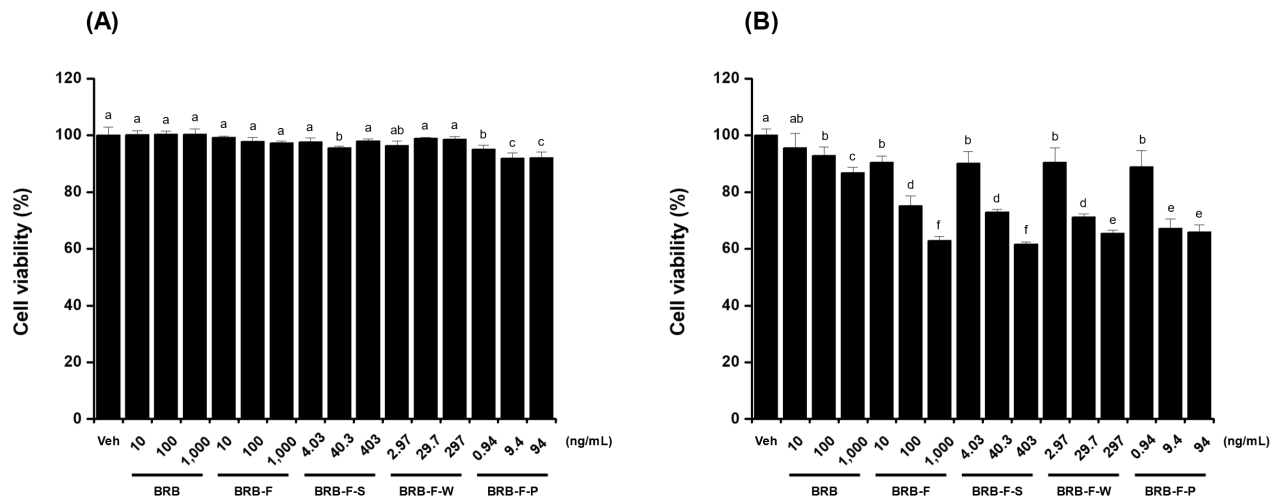 (A)
120
100
80
60
40
20
0
Cell viability (%)
a a a a a a a a b a ab a a b c c
Veh 10 100 1,000 10 100 1,000 4.03 40.3 403 2.97 29.7 297 0.94 9.4 94 (ng/mL)
BRB BRB-F BRB-F-S BRB-F-W BRB-F-P
(B)
120
100
80
60
40
20
0
Cell viability (%)
a ab b c b d f b d f b d e b e e
Veh 10 100 1,000 10 100 1,000 4.03 40.3 403 2.97 29.7 297 0.94 9.4 94 (ng/mL)
BRB BRB-F BRB-F-S BRB-F-W BRB-F-P